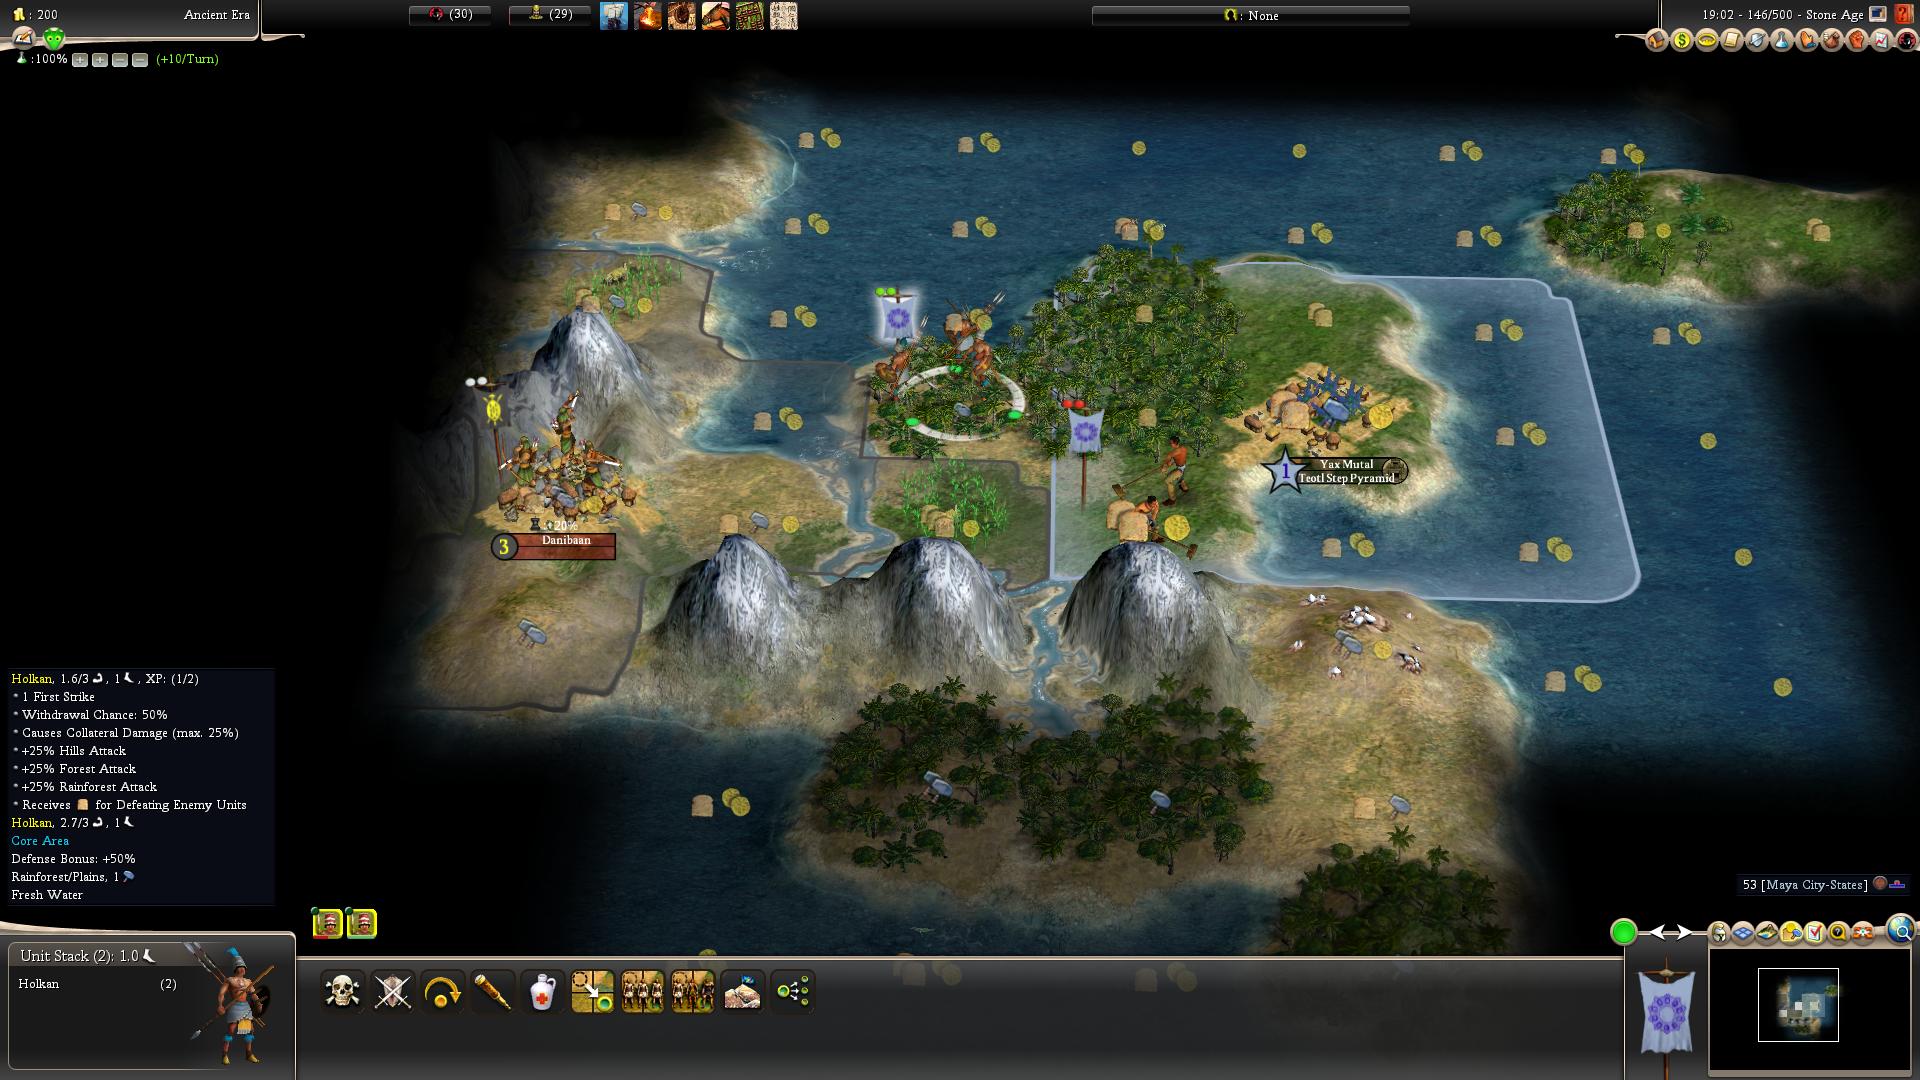 : 200
Ancient Era
(30)
(29)
: None
19:02 - 146/500 - Stone Age
:100%
(+10/Turn)
1
Yax Mutal
Teotl Step Pyramid
:+20%
3
Danibaan
Holkan, 1.6/3 , 1 , XP: (1/2)
* 1 First Strike
* Withdrawal Chance: 50%
* Causes Collateral Damage (max. 25%)
* +25% Hills Attack
* +25% Forest Attack
* +25% Rainforest Attack
* Receives for Defeating Enemy Units
Holkan, 2.7/3 , 1
Core Area
Defense Bonus: +50%
Rainforest/Plains, 1
Fresh Water
53 [Maya City-States]
Unit Stack (2): 1.0
Holkan (2)